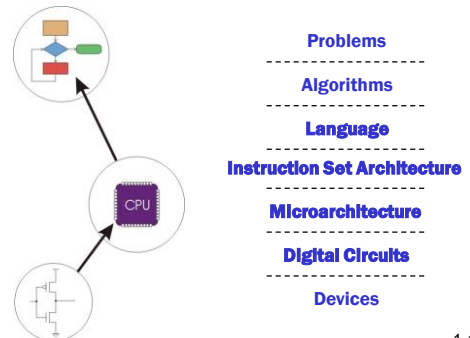 CPU
Problems
Algorithms
Language
Instruction Set Architecture
Microarchitecture
Digital Circuits
Devices